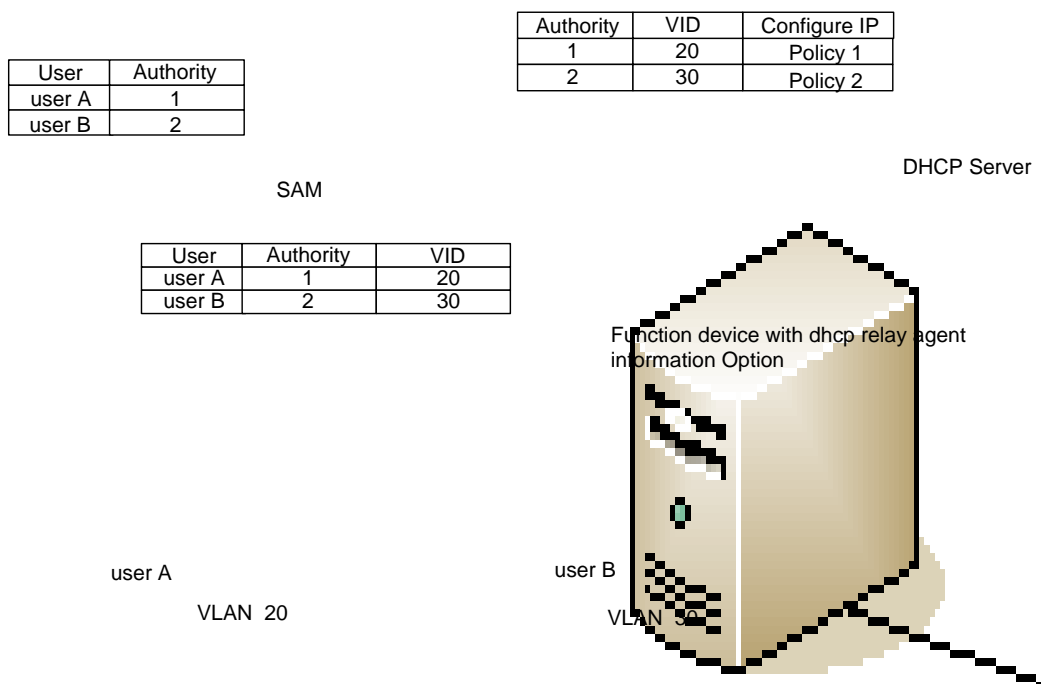 Authority VID Configure IP
1 20 Policy 1
2 30 Policy 2
User Authority
user A 1
user B 2
DHCP Server
SAM
User Authority VID
user A 1 20
user B 2 30
Function device with dhcp relay agent
information Option
user A
user B
VLAN 20
VLAN 30